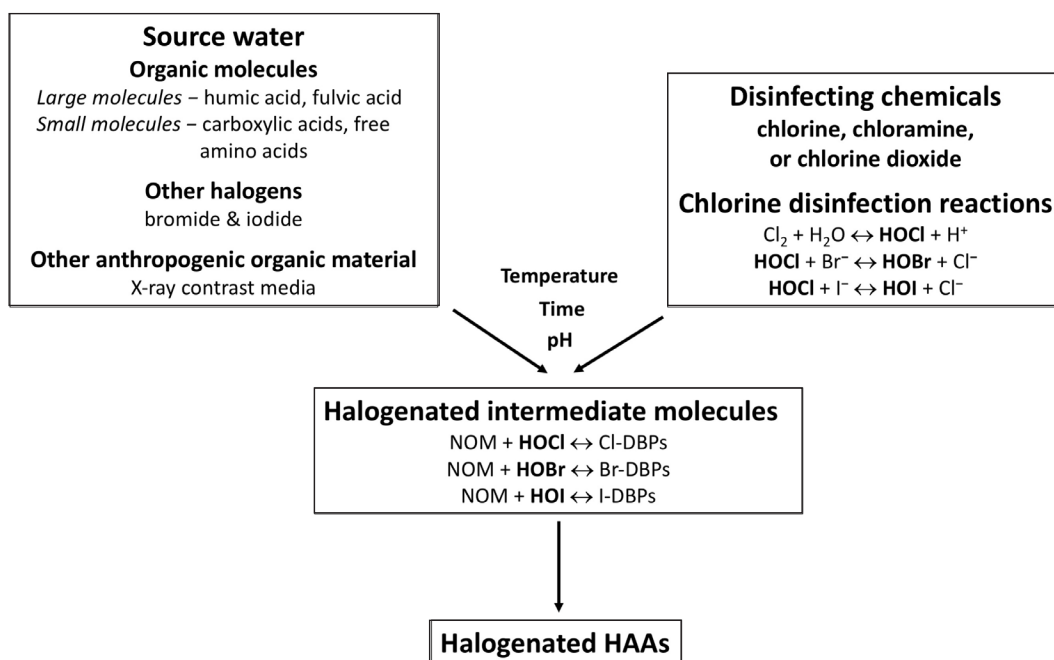 Source water
Organic molecules
Large molecules − humic acid, fulvic acid
Small molecules − carboxylic acids, free
amino acids
Other halogens
bromide & iodide
Other anthropogenic organic material
X-ray contrast media
Disinfecting chemicals
chlorine, chloramine,
or chlorine dioxide
Chlorine disinfection reactions
Cl₂ + H₂O ↔ HOCl + H⁺
HOCl + Br⁻ ↔ HOBr + Cl⁻
HOCl + I⁻ ↔ HOI + Cl⁻
Temperature
Time
pH
Halogenated intermediate molecules
NOM + HOCl ↔ Cl-DBPs
NOM + HOBr ↔ Br-DBPs
NOM + HOI ↔ I-DBPs
Halogenated HAAs